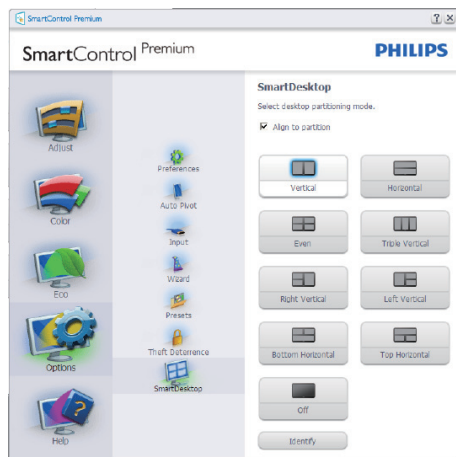 SmartControl Premium
SmartControl Premium
PHILIPS
Adjust
Color
Eco
Options
Help
Preferences
Auto Pivot
Input
Wizard
Presets
Theft Deterrence
SmartDesktop
SmartDesktop
Select desktop partitioning mode.
Align to partition
Vertical
Horizontal
Even
Triple Vertical
Right Vertical
Left Vertical
Bottom Horizontal
Top Horizontal
Off
Identify